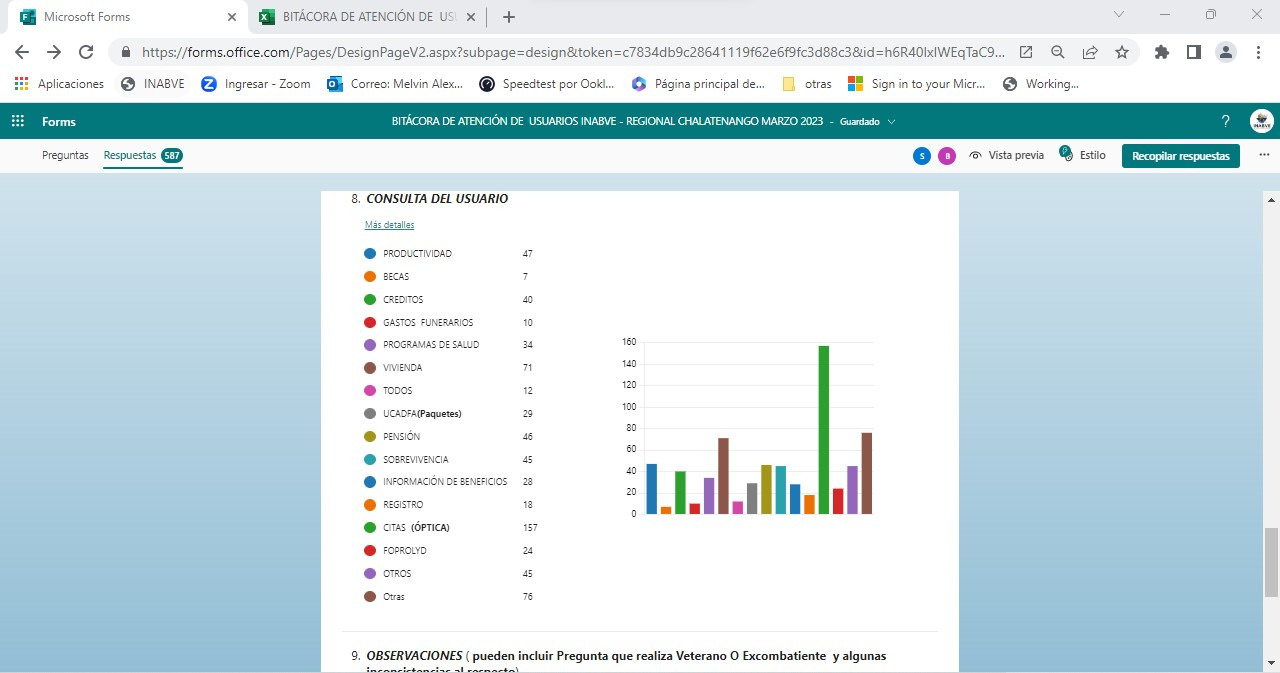 Microsoft Forms
BITÁCORA DE ATENCIÓN DE USU
https://forms.office.com/Pages/DesignPageV2.aspx?subpage=design&token=c7834db9c28641119f62e6f9fc3d88c3&id=h6R40IxIWEqTaC9...
Aplicaciones INABVE Ingresar - Zoom Correo: Melvin Alex... Speedtest por Ookl... Página principal de... otras Sign in to your Micr... Working...
Forms BITÁCORA DE ATENCIÓN DE USUARIOS INABVE - REGIONAL CHALATENANGO MARZO 2023 - Guardado ?
INABVE
Preguntas Respuestas 587 S B Vista previa Estilo Recopilar respuestas ...
8. CONSULTA DEL USUARIO
Más detalles
PRODUCTIVIDAD 47
BECAS 7
CREDITOS 40
GASTOS FUNERARIOS 10
PROGRAMAS DE SALUD 34
VIVIENDA 71
TODOS 12
UCADFA(Paquetes) 29
PENSIÓN 46
SOBREVIVENCIA 45
INFORMACIÓN DE BENEFICIOS 28
REGISTRO 18
CITAS (ÓPTICA) 157
FOPROLYD 24
OTROS 45
Otras 76
160
140
120
100
80
60
40
20
0
9. OBSERVACIONES ( pueden incluir Pregunta que realiza Veterano O Excombatiente y algunas
inconsistencias al respecto)